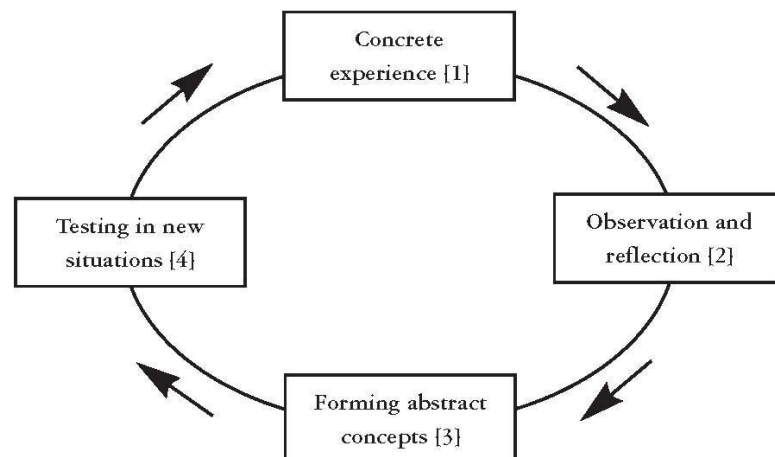 Concrete
experience {1}
Testing in new
situations {4}
Observation and
reflection {2}
Forming abstract
concepts {3}